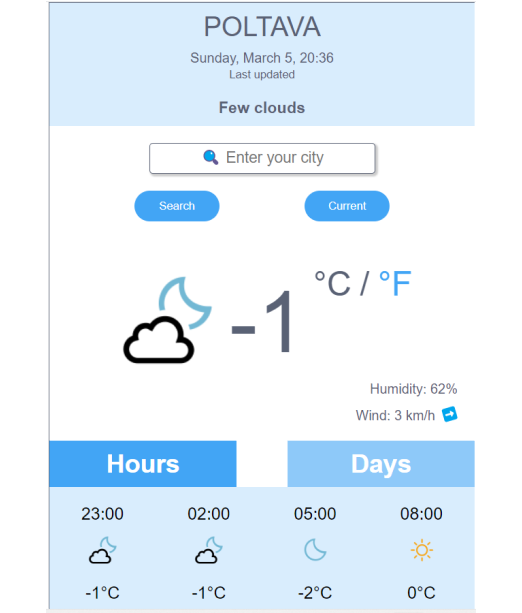 POLTAVA
Sunday, March 5, 20:36
Last updated
Few clouds
Enter your city
Search Current
-1 °C / °F
Humidity: 62%
Wind: 3 km/h
Hours Days
23:00 02:00 05:00 08:00
-1°C -1°C -2°C 0°C